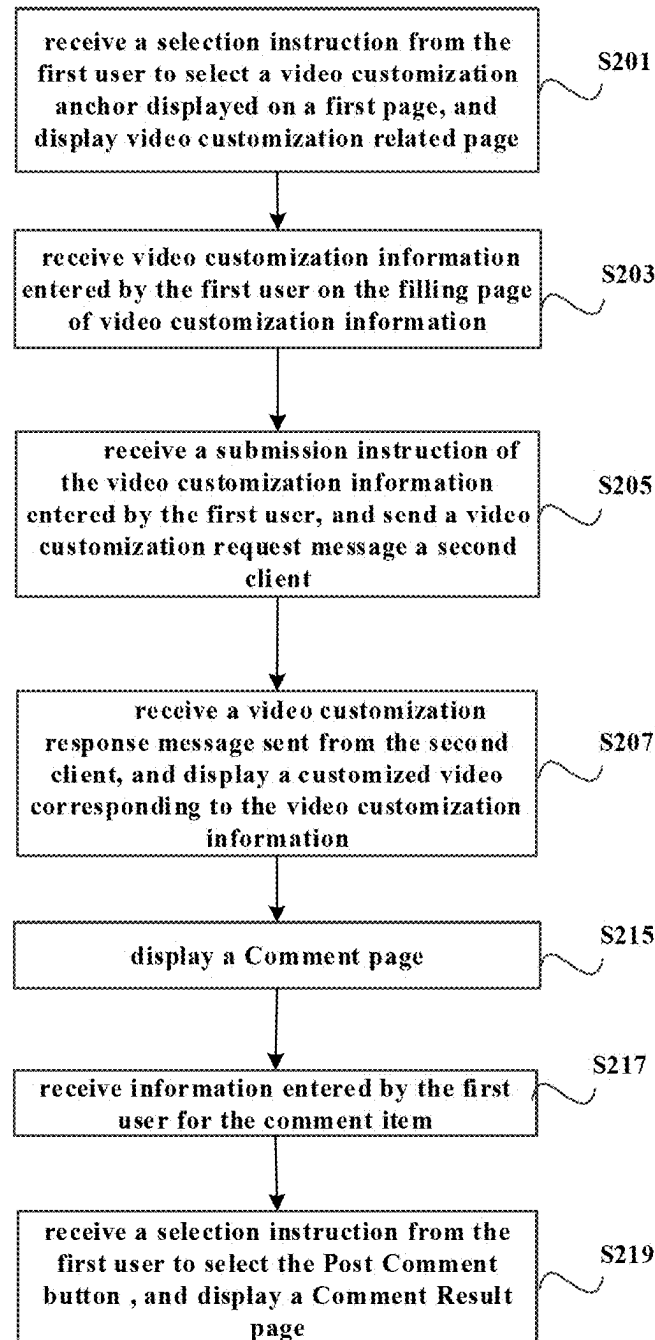 receive a selection instruction from the
first user to select a video customization
anchor displayed on a first page, and
display video customization related page
S201
receive video customization information
entered by the first user on the filling page
of video customization information
S203
receive a submission instruction of
the video customization information
entered by the first user, and send a video
customization request message a second
client
S205
receive a video customization
response message sent from the second
client, and display a customized video
corresponding to the video customization
information
S207
display a Comment page
S215
receive information entered by the first
user for the comment item
S217
receive a selection instruction from the
first user to select the Post Comment
button , and display a Comment Result
page
S219